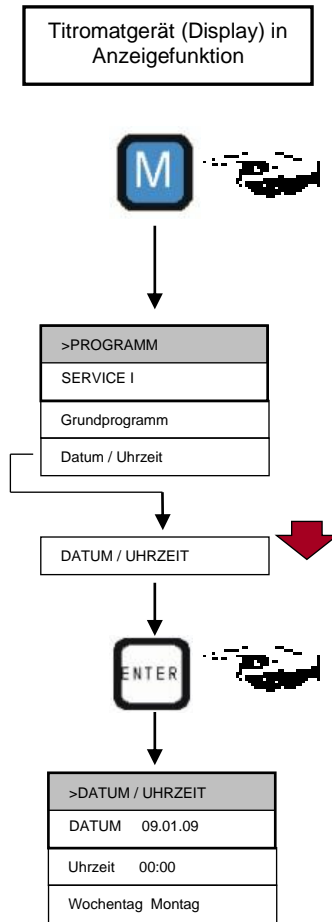 Titromatgerät (Display) in
Anzeigefunktion
M
>PROGRAMM
SERVICE I
Grundprogramm
Datum / Uhrzeit
DATUM / UHRZEIT
ENTER
>DATUM / UHRZEIT
DATUM 09.01.09
Uhrzeit 00:00
Wochentag Montag